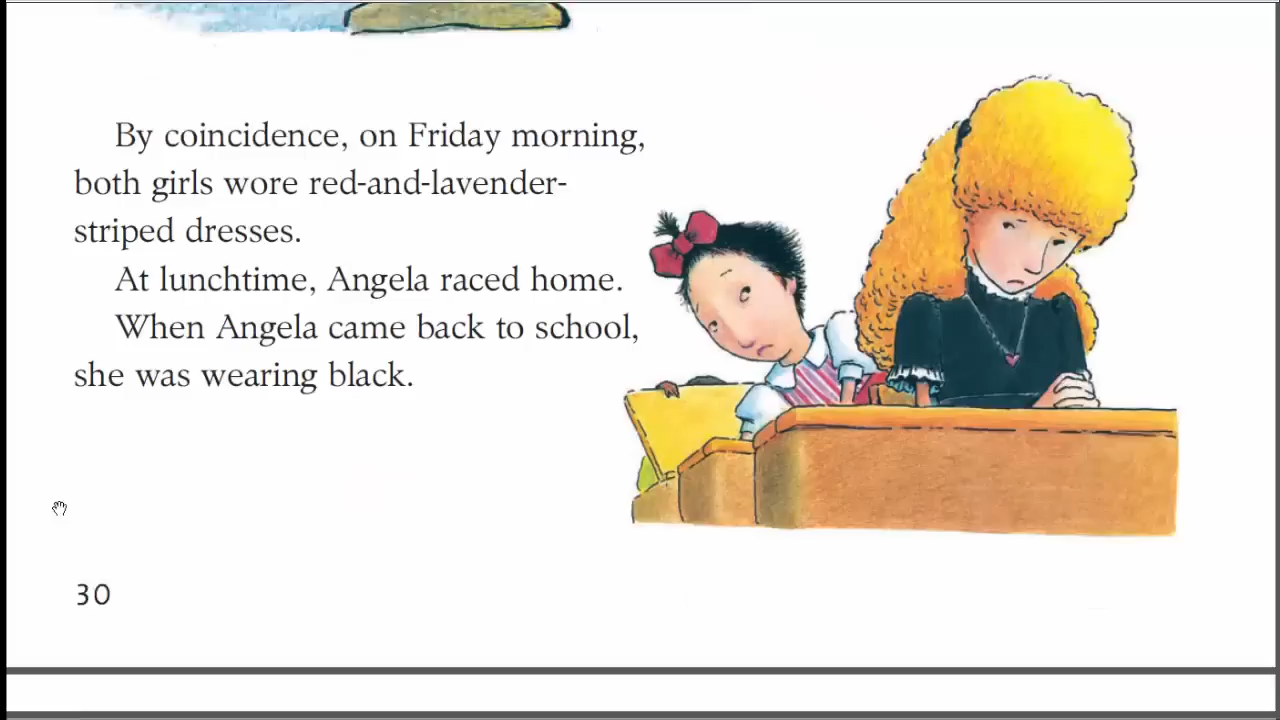 By coincidence, on Friday morning,
both girls wore red-and-lavender-
striped dresses.
At lunchtime, Angela raced home.
When Angela came back to school,
she was wearing black.
30